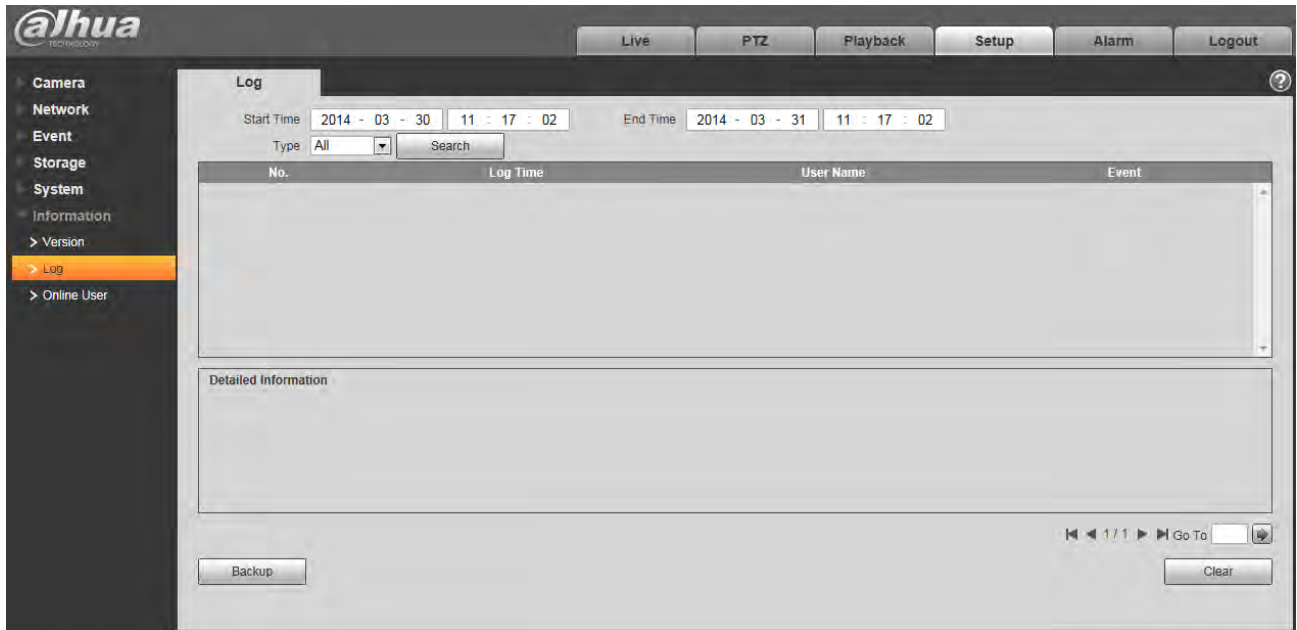 alhua
TECHNOLOGY
Live PTZ Playback Setup Alarm Logout
Camera
Network
Event
Storage
System
Information
> Version
> Log
> Online User
Log
?
Start Time 2014 - 03 - 30 11 : 17 : 02 End Time 2014 - 03 - 31 11 : 17 : 02
Type All Search
No. Log Time User Name Event
Detailed Information
1 / 1 Go To
Backup Clear